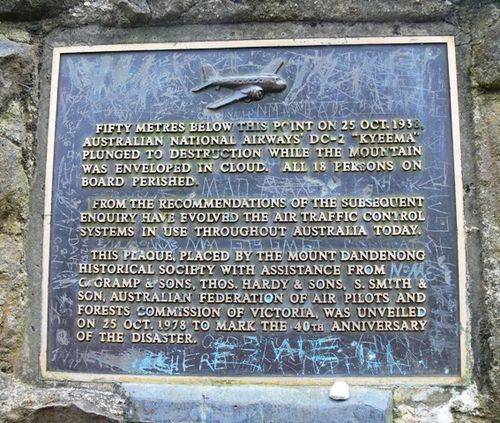 FIFTY METRES BELOW THIS POINT ON 25 OCT. 1938.
AUSTRALIAN NATIONAL AIRWAYS' DC-2 "KYEEMA"
PLUNGED TO DESTRUCTION WHILE THE MOUNTAIN
WAS ENVELOPED IN CLOUD. ALL 18 PERSONS ON
BOARD PERISHED.
FROM THE RECOMMENDATIONS OF THE SUBSEQUENT
ENQUIRY HAVE EVOLVED THE AIR TRAFFIC CONTROL
SYSTEMS IN USE THROUGHOUT AUSTRALIA TODAY.
THIS PLAQUE, PLACED BY THE MOUNT DANDENONG
HISTORICAL SOCIETY WITH ASSISTANCE FROM
G. GRAMP & SONS, THOS. HARDY & SONS, S. SMITH &
SON, AUSTRALIAN FEDERATION OF AIR PILOTS AND
FORESTS COMMISSION OF VICTORIA, WAS UNVEILED
ON 25 OCT. 1978 TO MARK THE 40TH ANNIVERSARY
OF THE DISASTER.